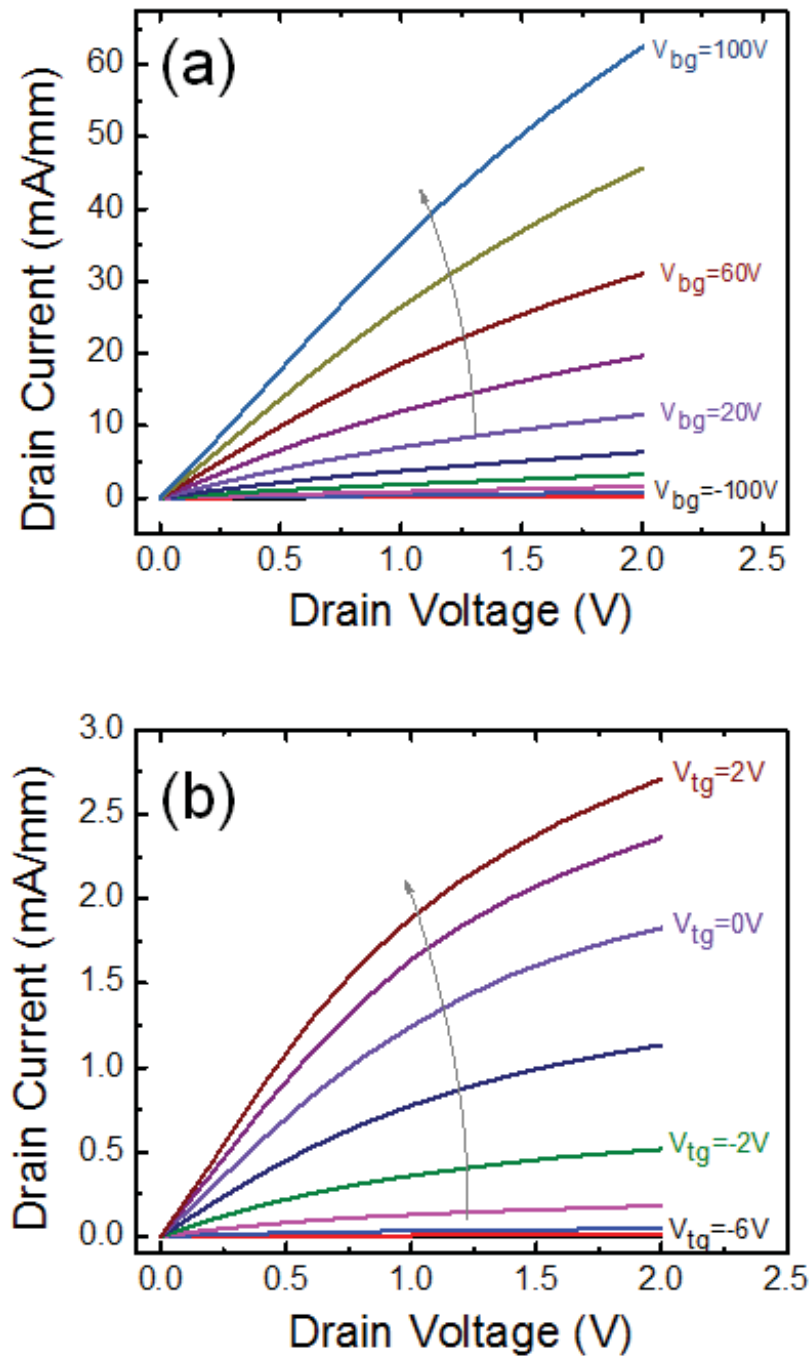 (a)
V_bg=100V
V_bg=60V
V_bg=20V
V_bg=-100V
60
50
40
30
20
10
0
Drain Current (mA/mm)
0.0 0.5 1.0 1.5 2.0 2.5
Drain Voltage (V)
(b)
V_tg=2V
V_tg=0V
V_tg=-2V
V_tg=-6V
3.0
2.5
2.0
1.5
1.0
0.5
0.0
Drain Current (mA/mm)
0.0 0.5 1.0 1.5 2.0 2.5
Drain Voltage (V)